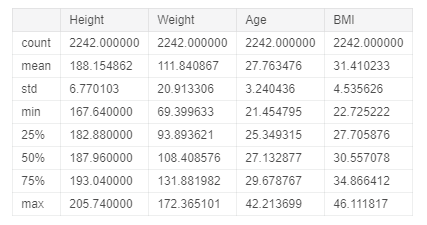 Height Weight Age BMI
count 2242.000000 2242.000000 2242.000000 2242.000000
mean 188.154862 111.840867 27.763476 31.410233
std 6.770103 20.913306 3.240436 4.535626
min 167.640000 69.399633 21.454795 22.725222
25% 182.880000 93.893621 25.349315 27.705876
50% 187.960000 108.408576 27.132877 30.557078
75% 193.040000 131.881982 29.678767 34.866412
max 205.740000 172.365101 42.213699 46.111817